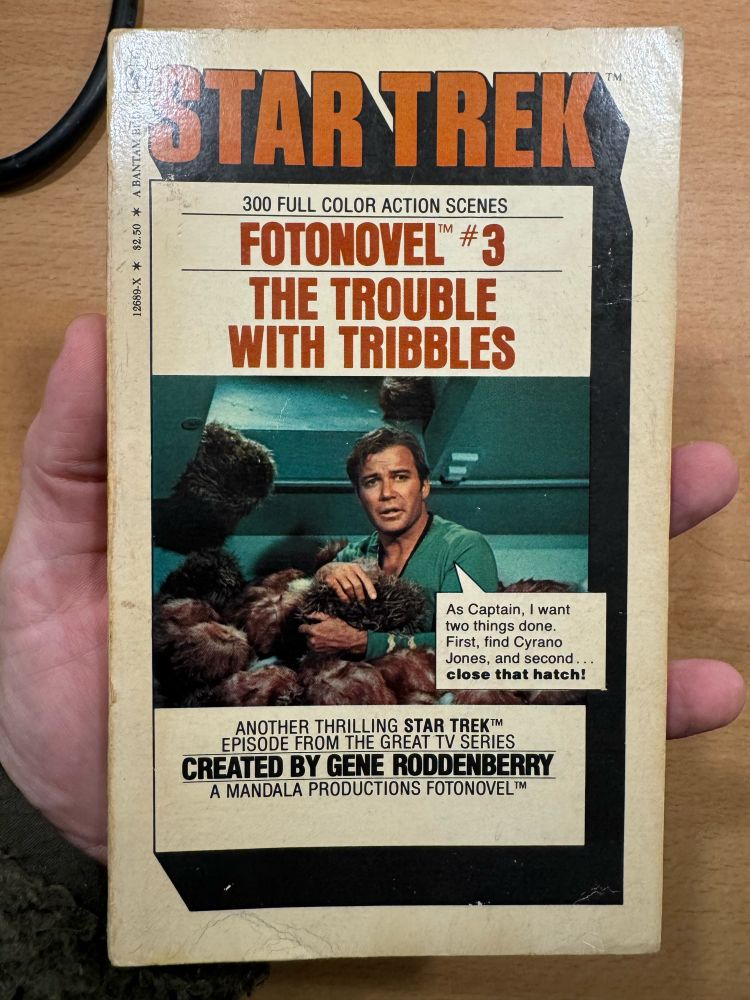 STAR TREK™
300 FULL COLOR ACTION SCENES
FOTONOVEL™ #3
THE TROUBLE
WITH TRIBBLES
As Captain, I want
two things done.
First, find Cyrano
Jones, and second...
close that hatch!
ANOTHER THRILLING STAR TREK™
EPISODE FROM THE GREAT TV SERIES
CREATED BY GENE RODDENBERRY
A MANDALA PRODUCTIONS FOTONOVEL™
12689-X * $2.50 * A BANTAM